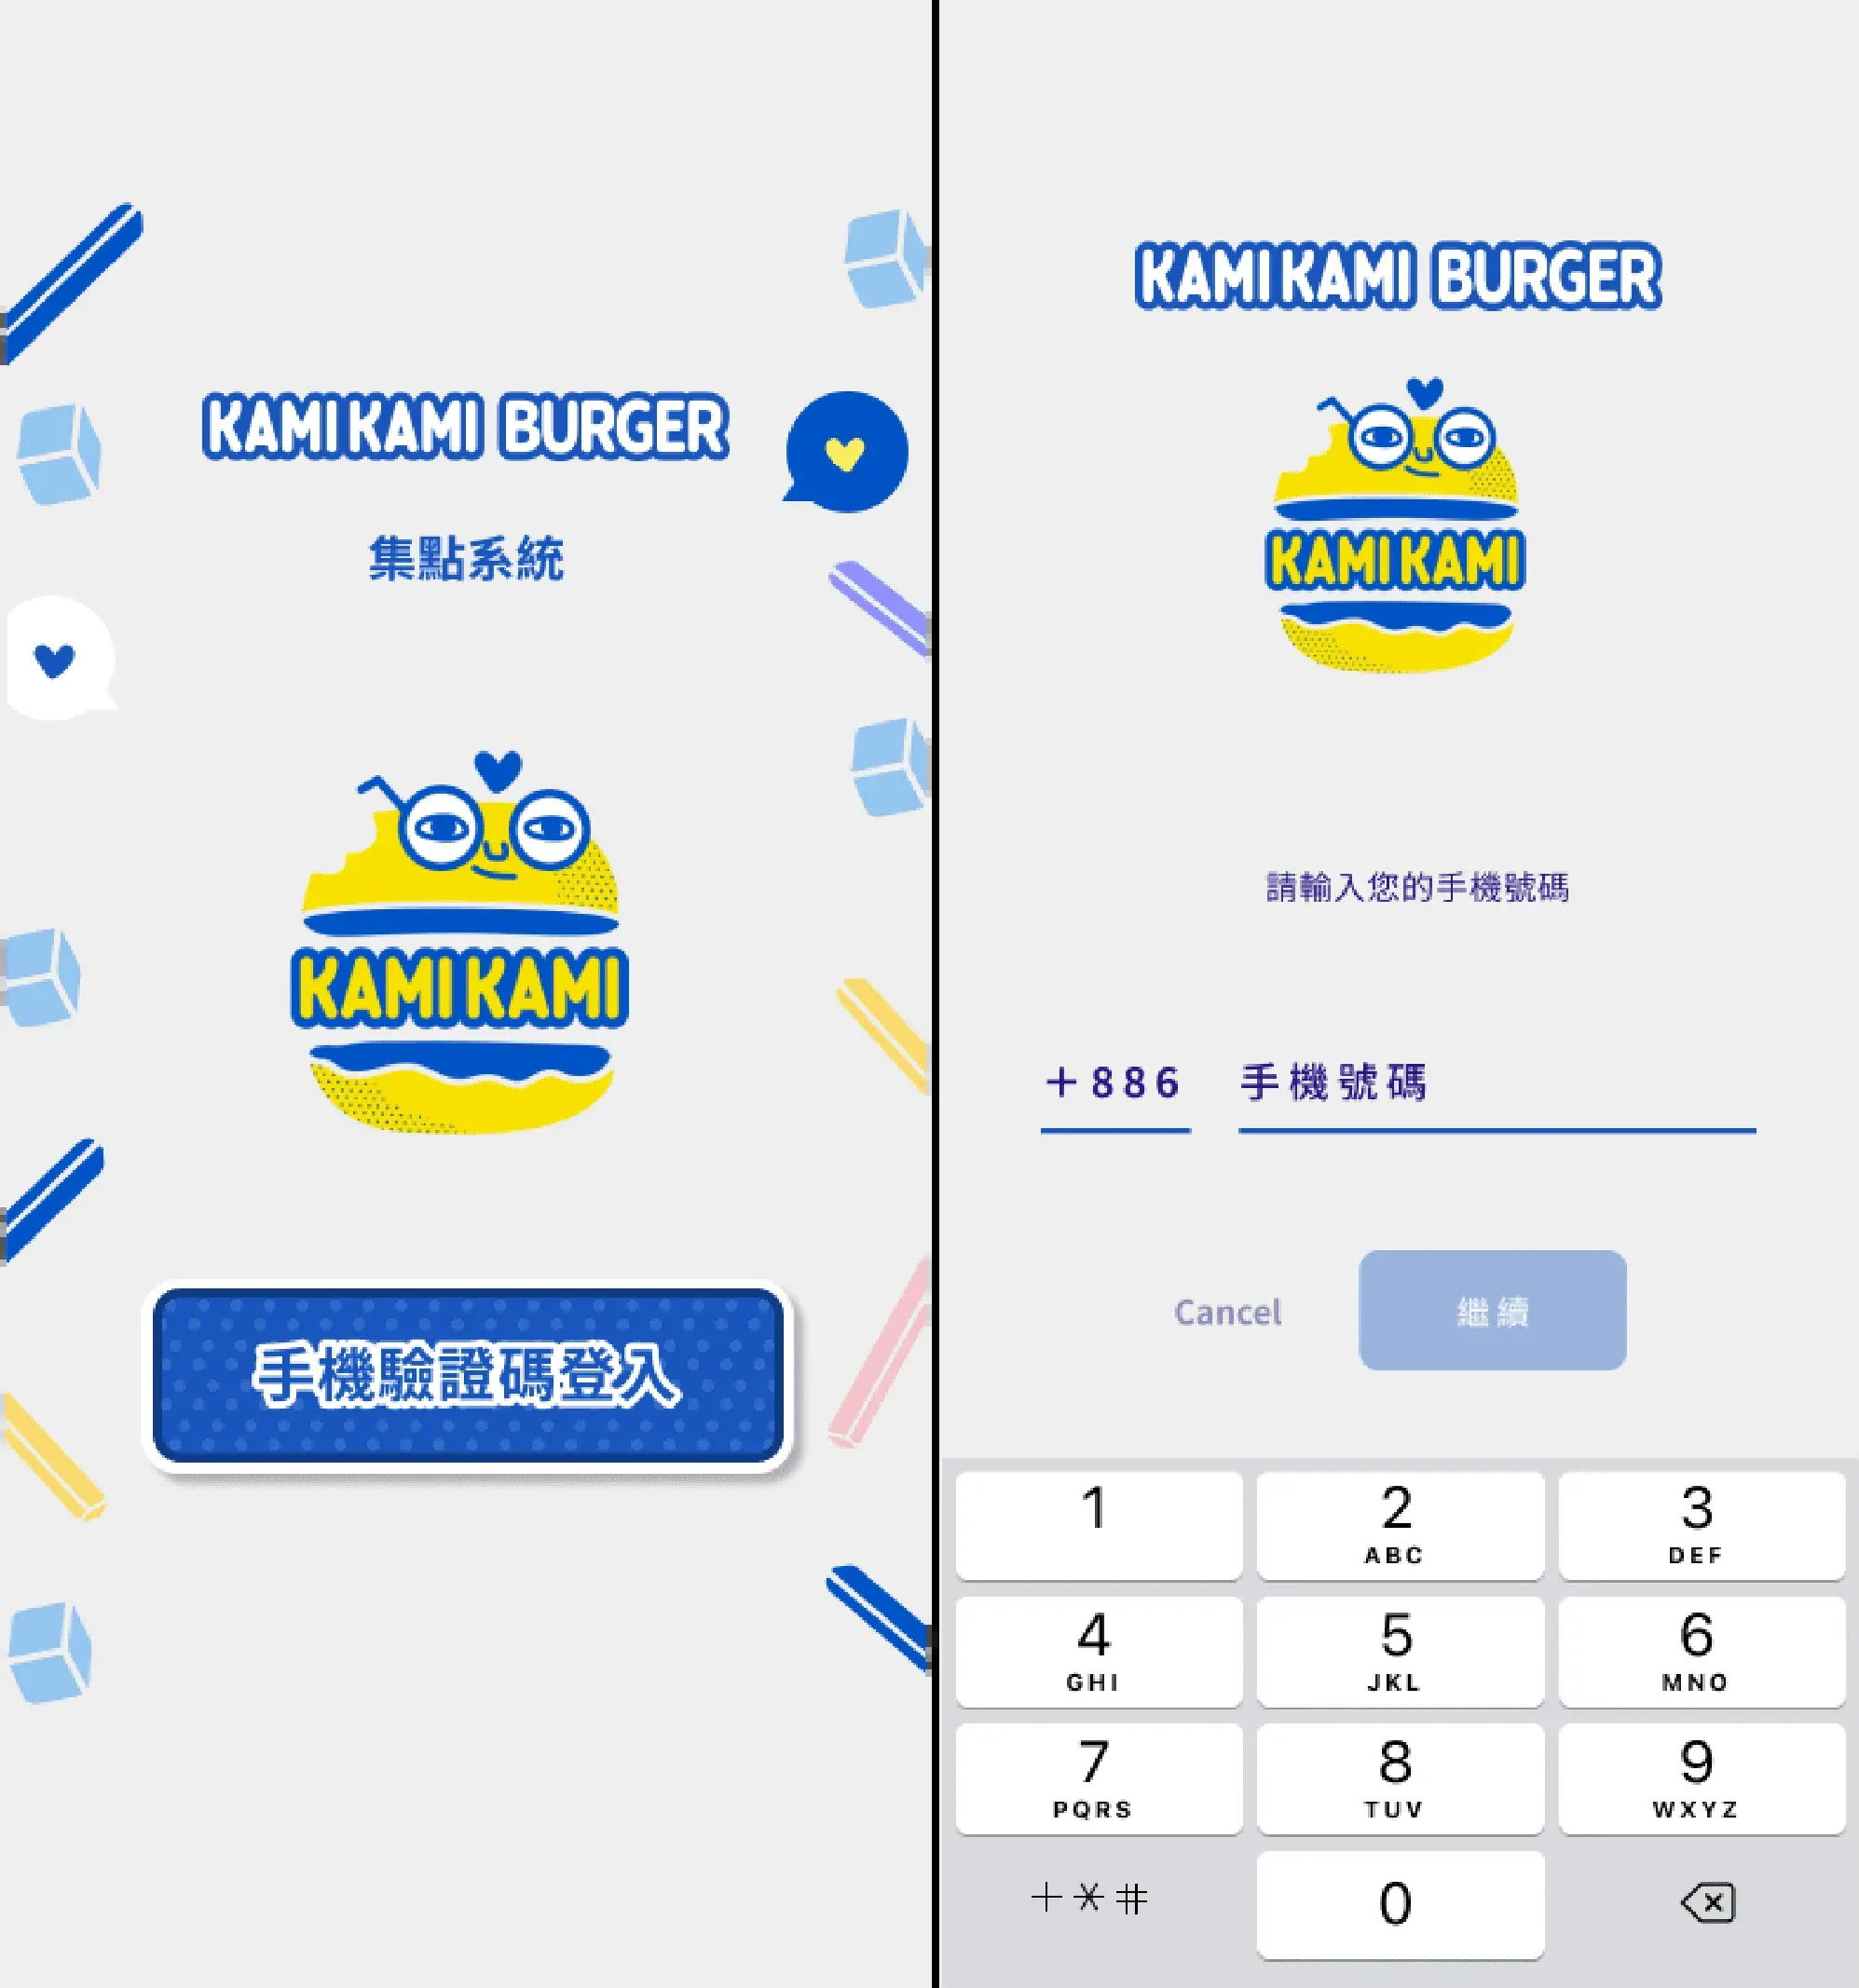 KAMI KAMI BURGER
集點系統
KAMI KAMI
手機驗證碼登入
KAMI KAMI BURGER
KAMI KAMI
請輸入您的手機號碼
+886 手機號碼
Cancel 繼續
1 2 3
ABC DEF
4 5 6
GHI JKL MNO
7 8 9
PQRS TUV WXYZ
+*# 0